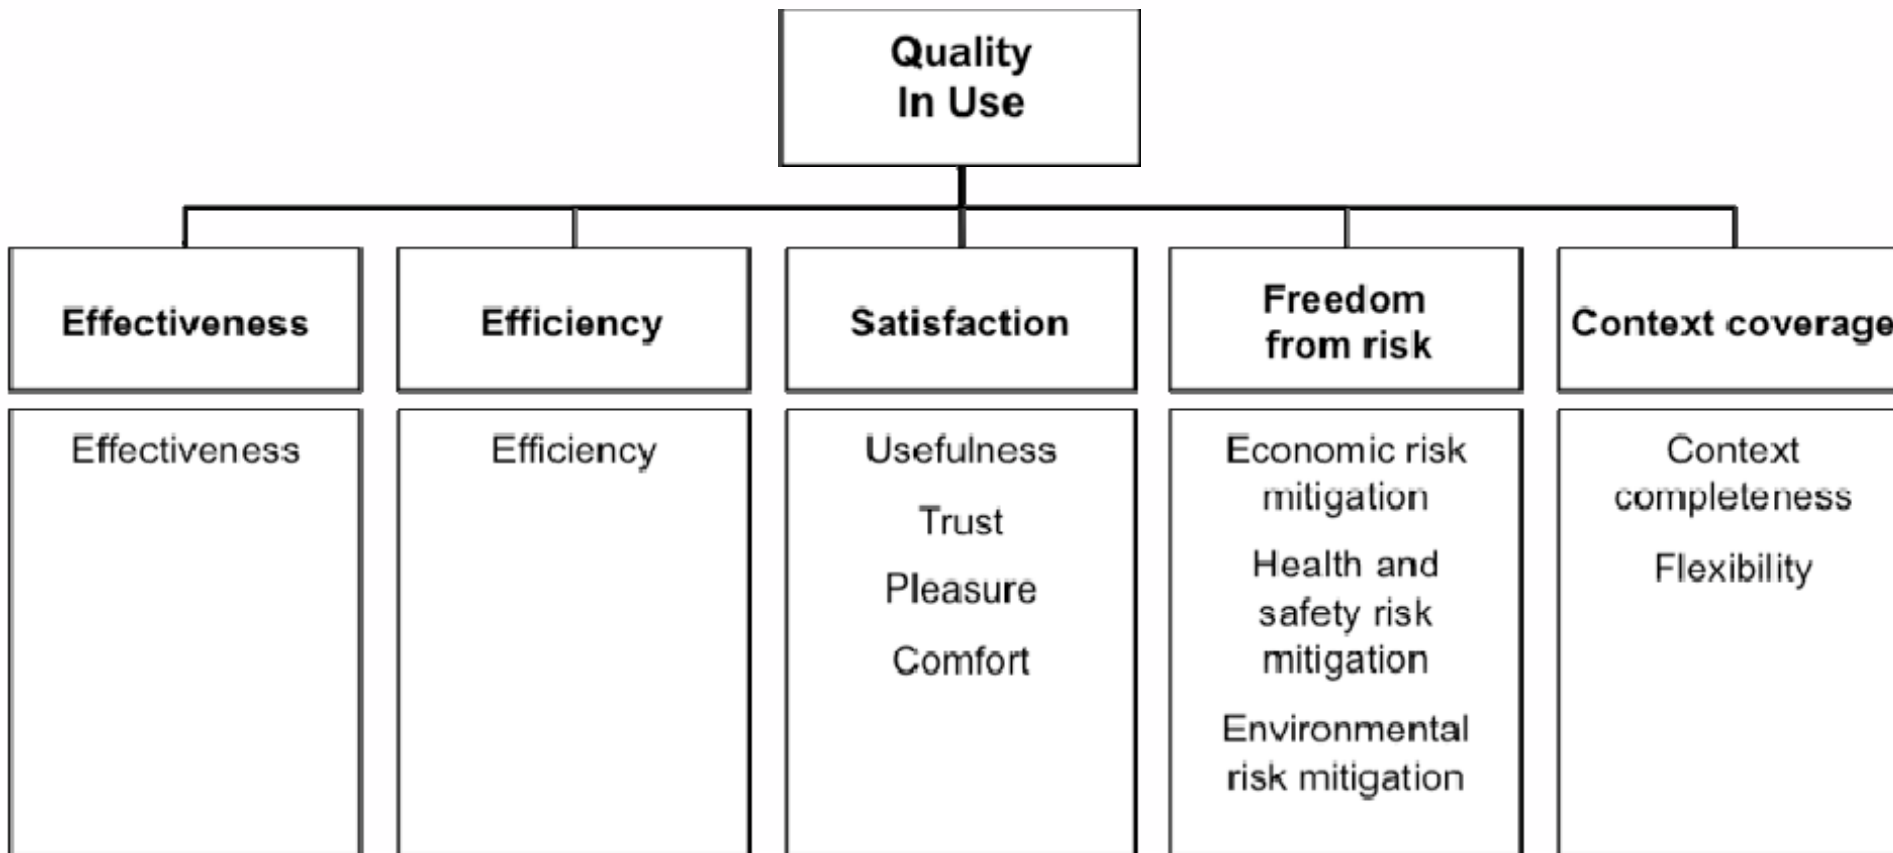 Quality
In Use
Effectiveness
Efficiency
Satisfaction
Freedom
from risk
Context coverage
Effectiveness
Efficiency
Usefulness
Trust
Pleasure
Comfort
Economic risk
mitigation
Health and
safety risk
mitigation
Environmental
risk mitigation
Context
completeness
Flexibility